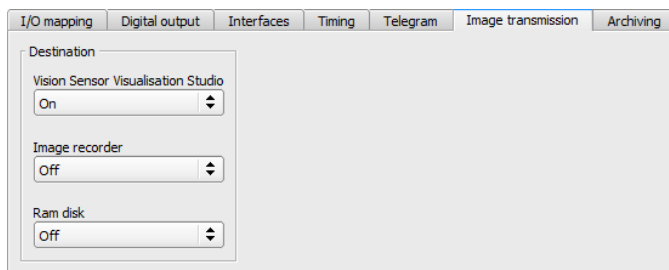 I/O mapping Digital output Interfaces Timing Telegram Image transmission Archiving
Destination
Vision Sensor Visualisation Studio
On
Image recorder
Off
Ram disk
Off